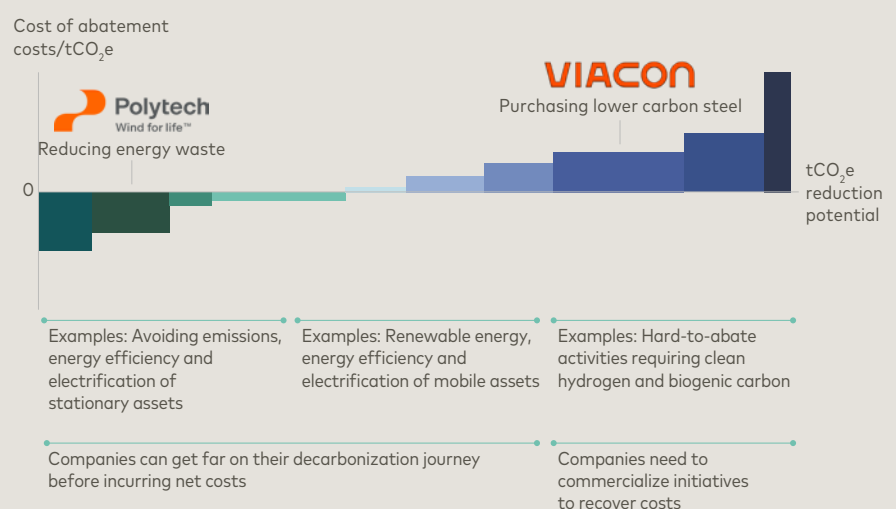 Cost of abatement
costs/tCO₂e
Polytech
Wind for life™
Reducing energy waste
VIACON
Purchasing lower carbon steel
0
tCO₂e
reduction
potential
Examples: Avoiding emissions,
energy efficiency and
electrification of
stationary assets
Examples: Renewable energy,
energy efficiency and
electrification of mobile assets
Examples: Hard-to-abate
activities requiring clean
hydrogen and biogenic carbon
Companies can get far on their decarbonization journey
before incurring net costs
Companies need to
commercialize initiatives
to recover costs